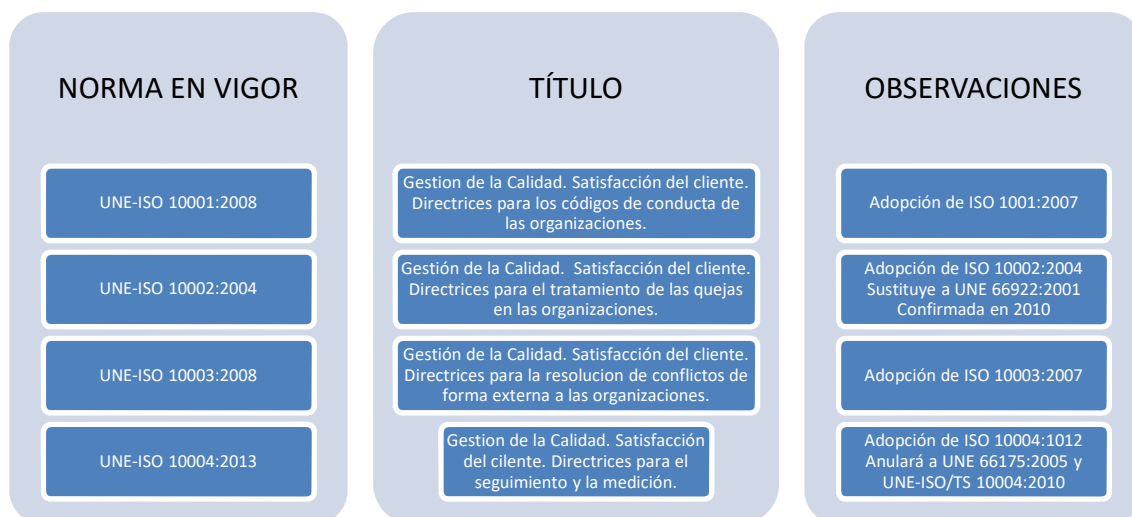 NORMA EN VIGOR
UNE-ISO 10001:2008
UNE-ISO 10002:2004
UNE-ISO 10003:2008
UNE-ISO 10004:2013
TÍTULO
Gestion de la Calidad. Satisfacción del cliente.
Directrices para los códigos de conducta de
las organizaciones.
Gestión de la Calidad.  Satisfacción del cliente.
Directrices para el tratamiento de las quejas
en las organizaciones.
Gestión de la Calidad. Satisfacción del cliente.
Directrices para la resolucion de conflictos de
forma externa a las organizaciones.
Gestion de la Calidad. Satisfacción
del cilente. Directrices para el
seguimiento y la medición.
OBSERVACIONES
Adopción de ISO 1001:2007
Adopción de ISO 10002:2004
Sustituye a UNE 66922:2001
Confirmada en 2010
Adopción de ISO 10003:2007
Adopción de ISO 10004:1012
Anulará a UNE 66175:2005 y
UNE-ISO/TS 10004:2010